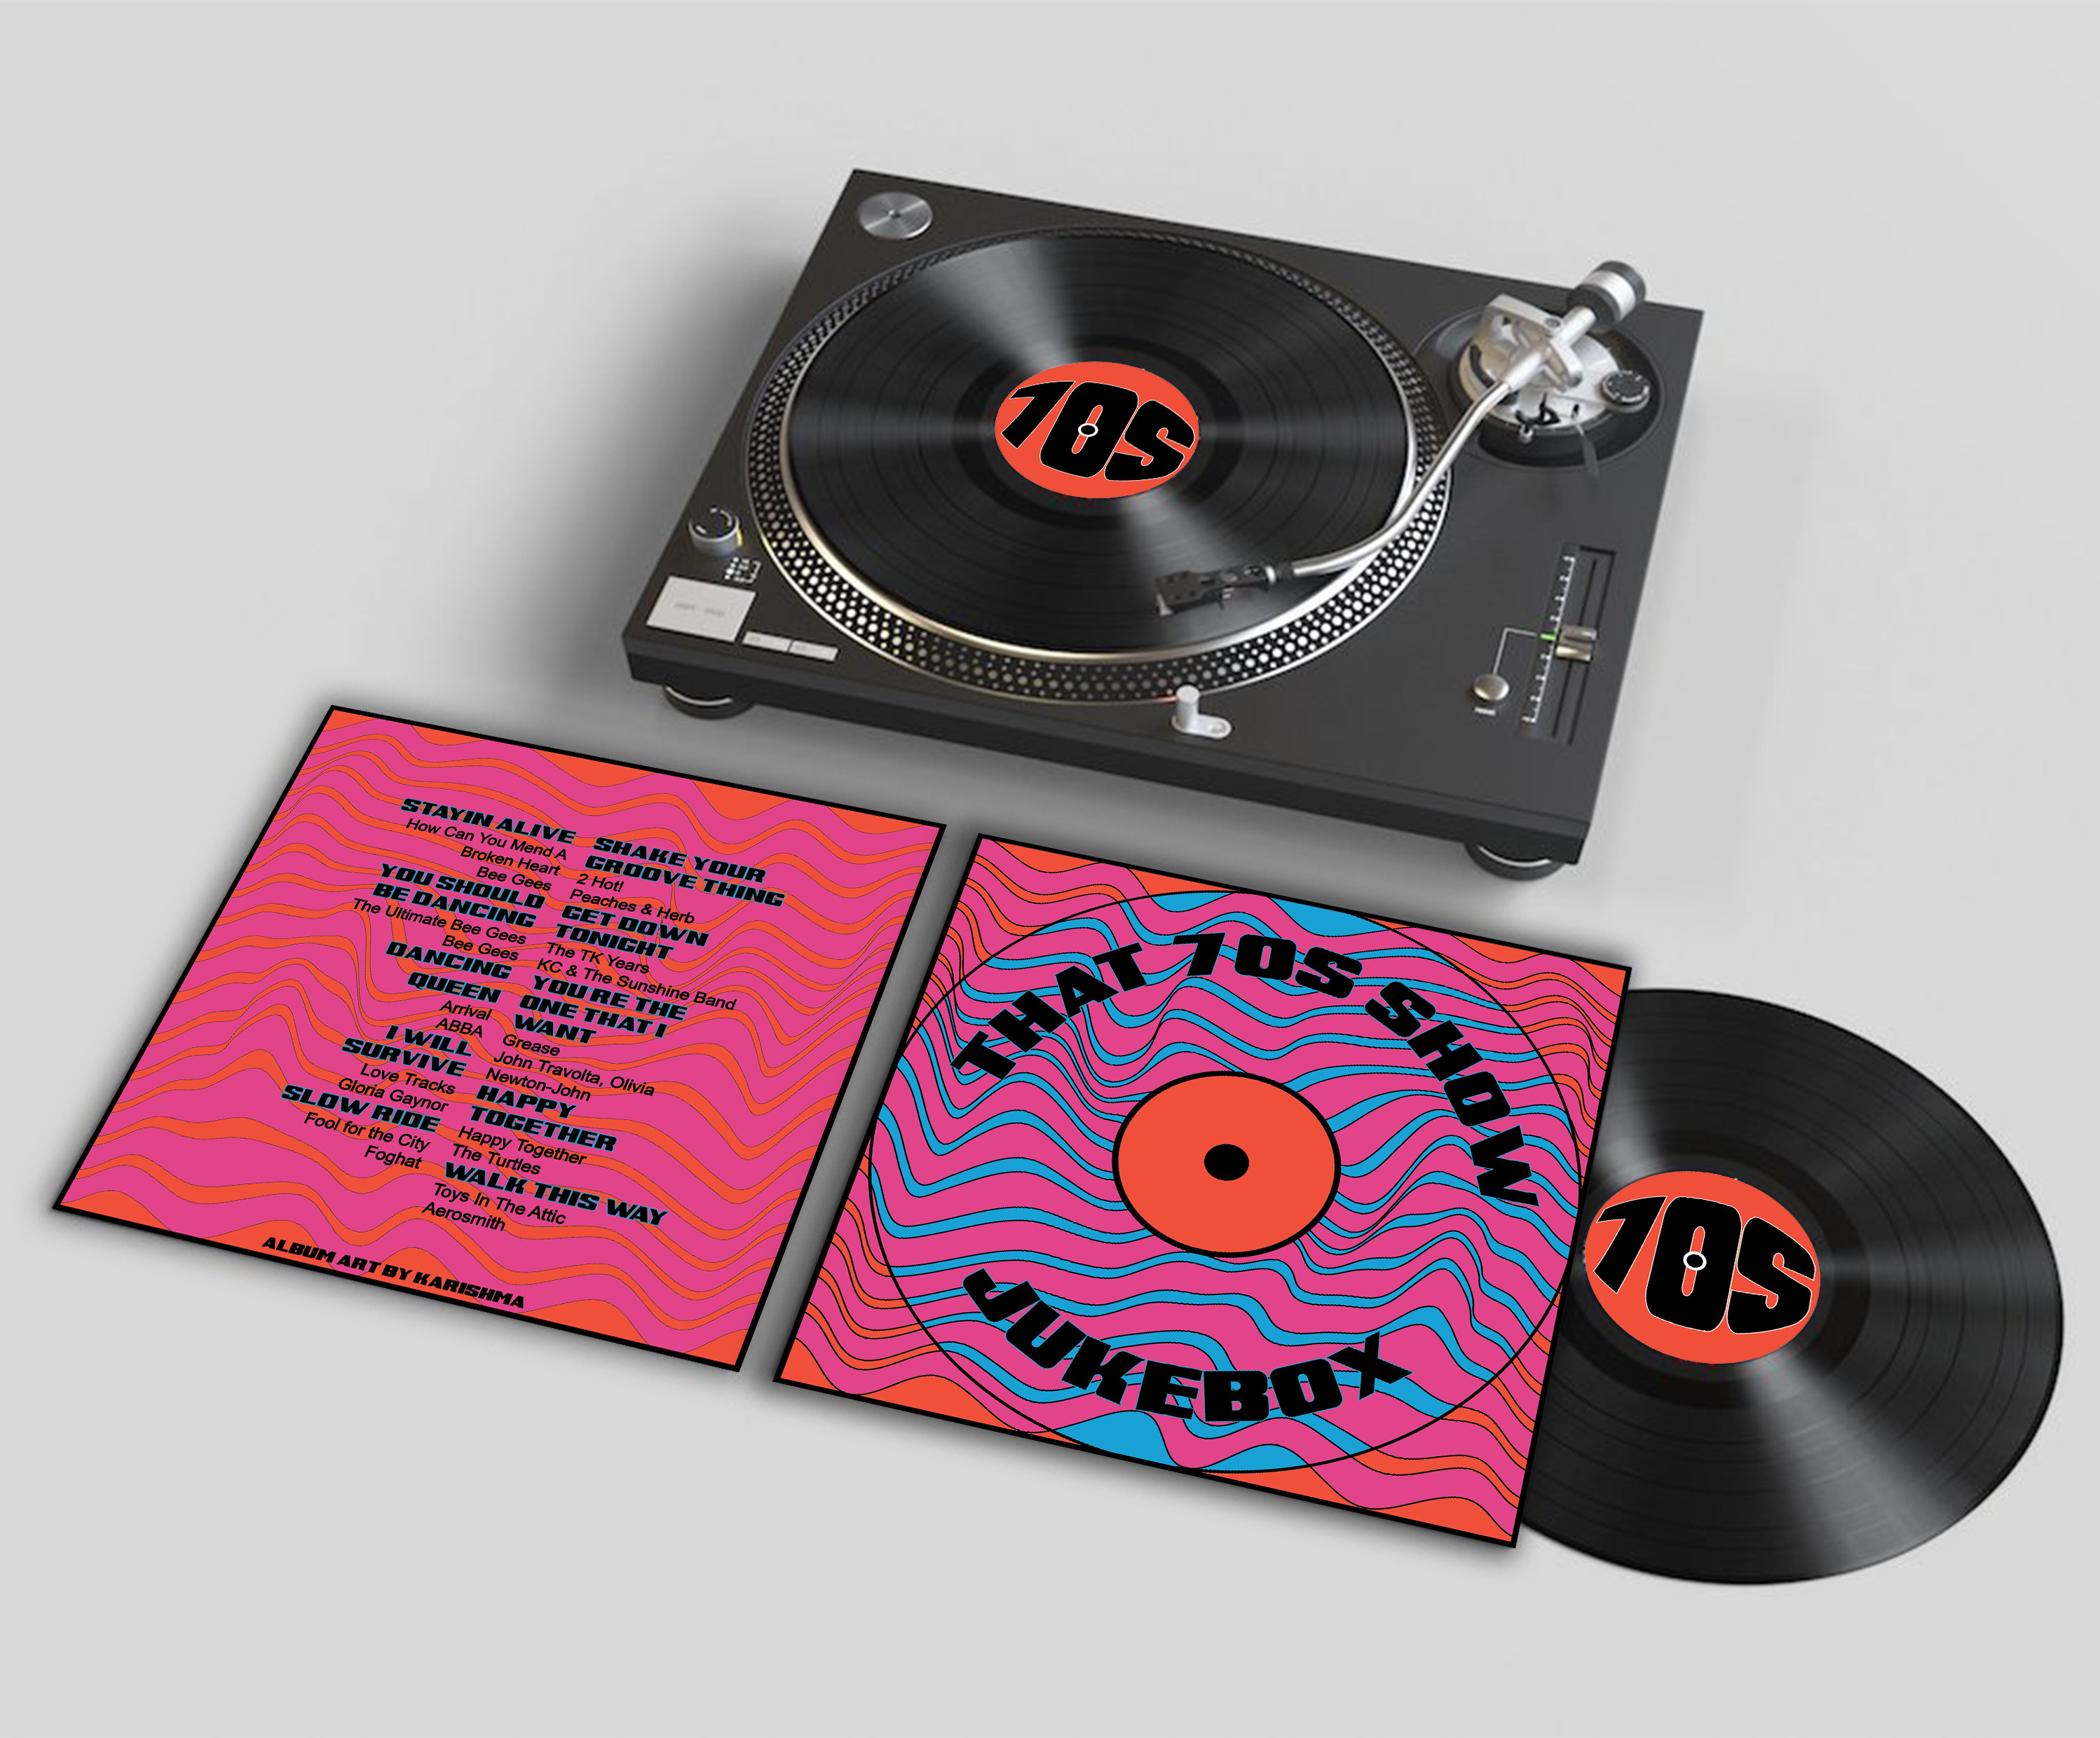 70S
start · stop
STAYIN ALIVE
How Can You Mend A
Broken Heart
Bee Gees
YOU SHOULD
BE DANCING
The Ultimate Bee Gees
Bee Gees
DANCING
QUEEN
Arrival
ABBA
I WILL
SURVIVE
Love Tracks
Gloria Gaynor
SLOW RIDE
Fool for the City
Foghat
SHAKE YOUR
GROOVE THING
2 Hot!
Peaches & Herb
GET DOWN
TONIGHT
The TK Years
KC & The Sunshine Band
YOU'RE THE
ONE THAT I
WANT
Grease
John Travolta, Olivia
Newton-John
HAPPY
TOGETHER
Happy Together
The Turtles
WALK THIS WAY
Toys In The Attic
Aerosmith
ALBUM ART BY KARISHMA
THAT 70S SHOW
JUKEBOX
70S